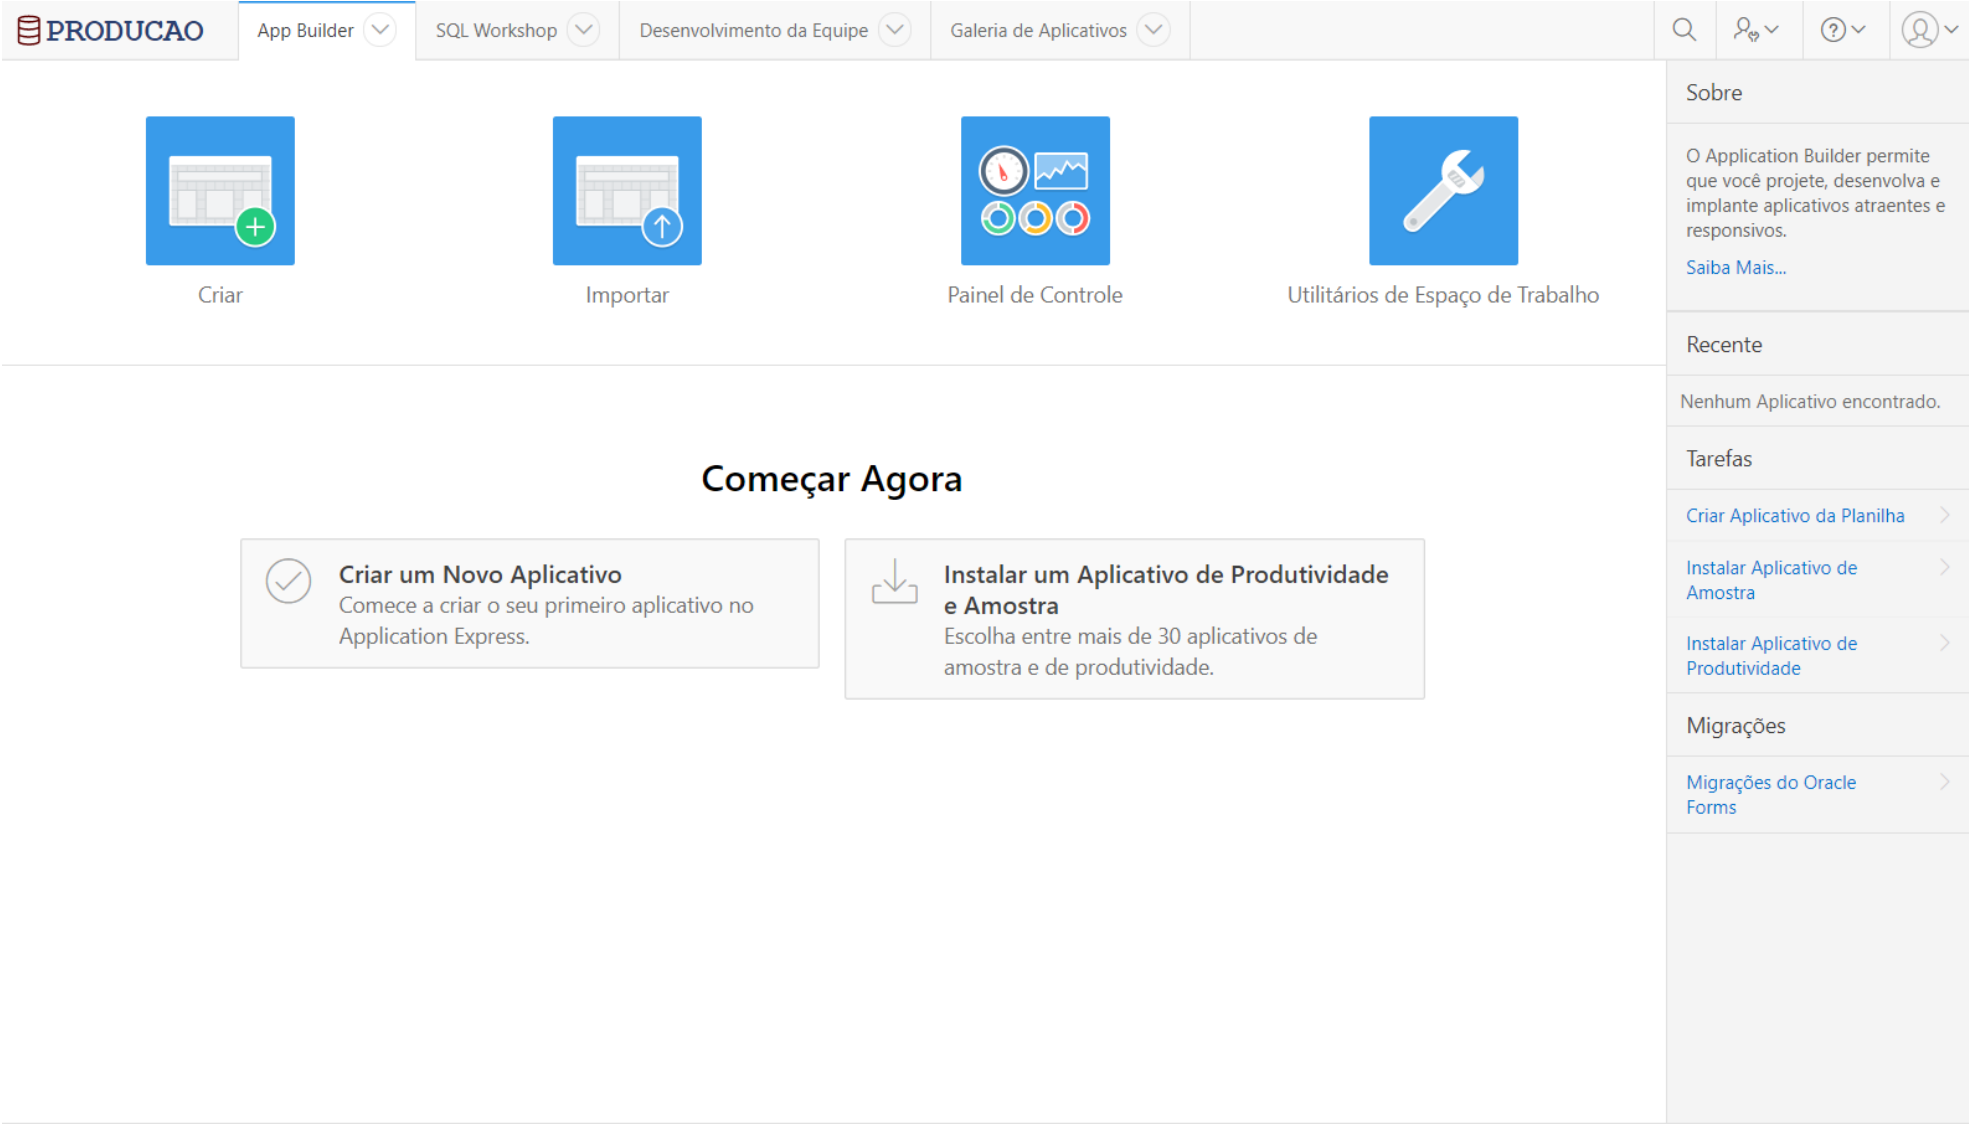 PRODUCAO
App Builder
SQL Workshop
Desenvolvimento da Equipe
Galeria de Aplicativos
Criar
Importar
Painel de Controle
Utilitários de Espaço de Trabalho
Começar Agora
Criar um Novo Aplicativo
Comece a criar o seu primeiro aplicativo no
Application Express.
Instalar um Aplicativo de Produtividade
e Amostra
Escolha entre mais de 30 aplicativos de
amostra e de produtividade.
Sobre
O Application Builder permite
que você projete, desenvolva e
implante aplicativos atraentes e
responsivos.
Saiba Mais...
Recente
Nenhum Aplicativo encontrado.
Tarefas
Criar Aplicativo da Planilha
Instalar Aplicativo de
Amostra
Instalar Aplicativo de
Produtividade
Migrações
Migrações do Oracle
Forms